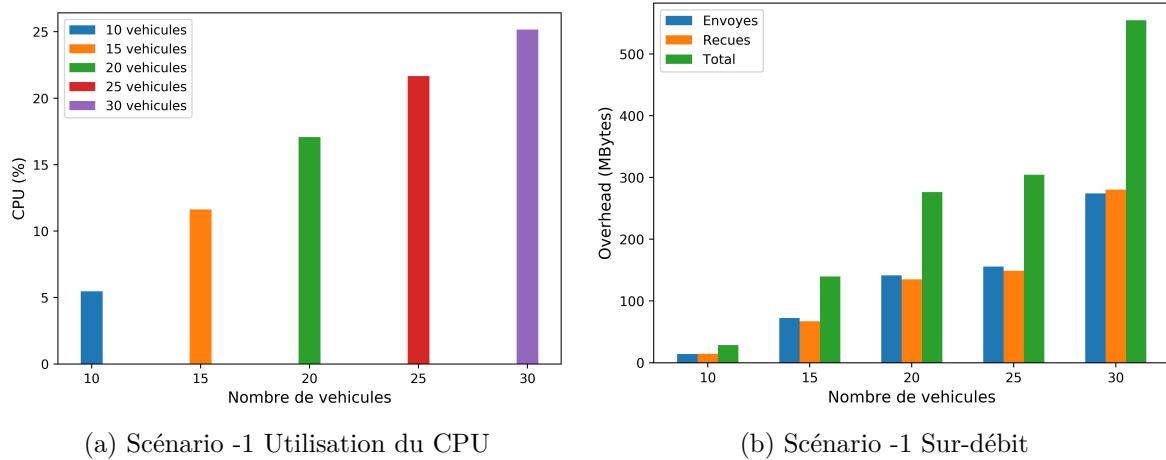 10 vehicules
15 vehicules
20 vehicules
25 vehicules
30 vehicules
CPU (%)
25
20
15
10
5
0
10 15 20 25 30
Nombre de vehicules
(a) Scénario -1 Utilisation du CPU
Envoyes
Recues
Total
Overhead (MBytes)
500
400
300
200
100
0
10 15 20 25 30
Nombre de vehicules
(b) Scénario -1 Sur-débit